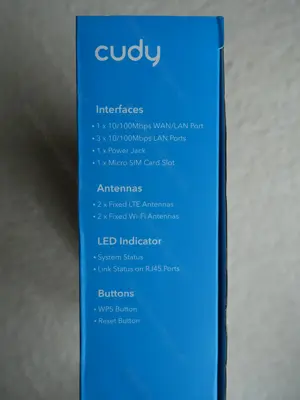 cudy
Interfaces
• 1 x 10/100Mbps WAN/LAN Port
• 3 x 10/100Mbps LAN Ports
• 1 x Power Jack
• 1 x Micro SIM Card Slot
Antennas
• 2 x Fixed LTE Antennas
• 2 x Fixed Wi-Fi Antennas
LED Indicator
• System Status
• Link Status on RJ45 Ports
Buttons
• WPS Button
• Reset Button